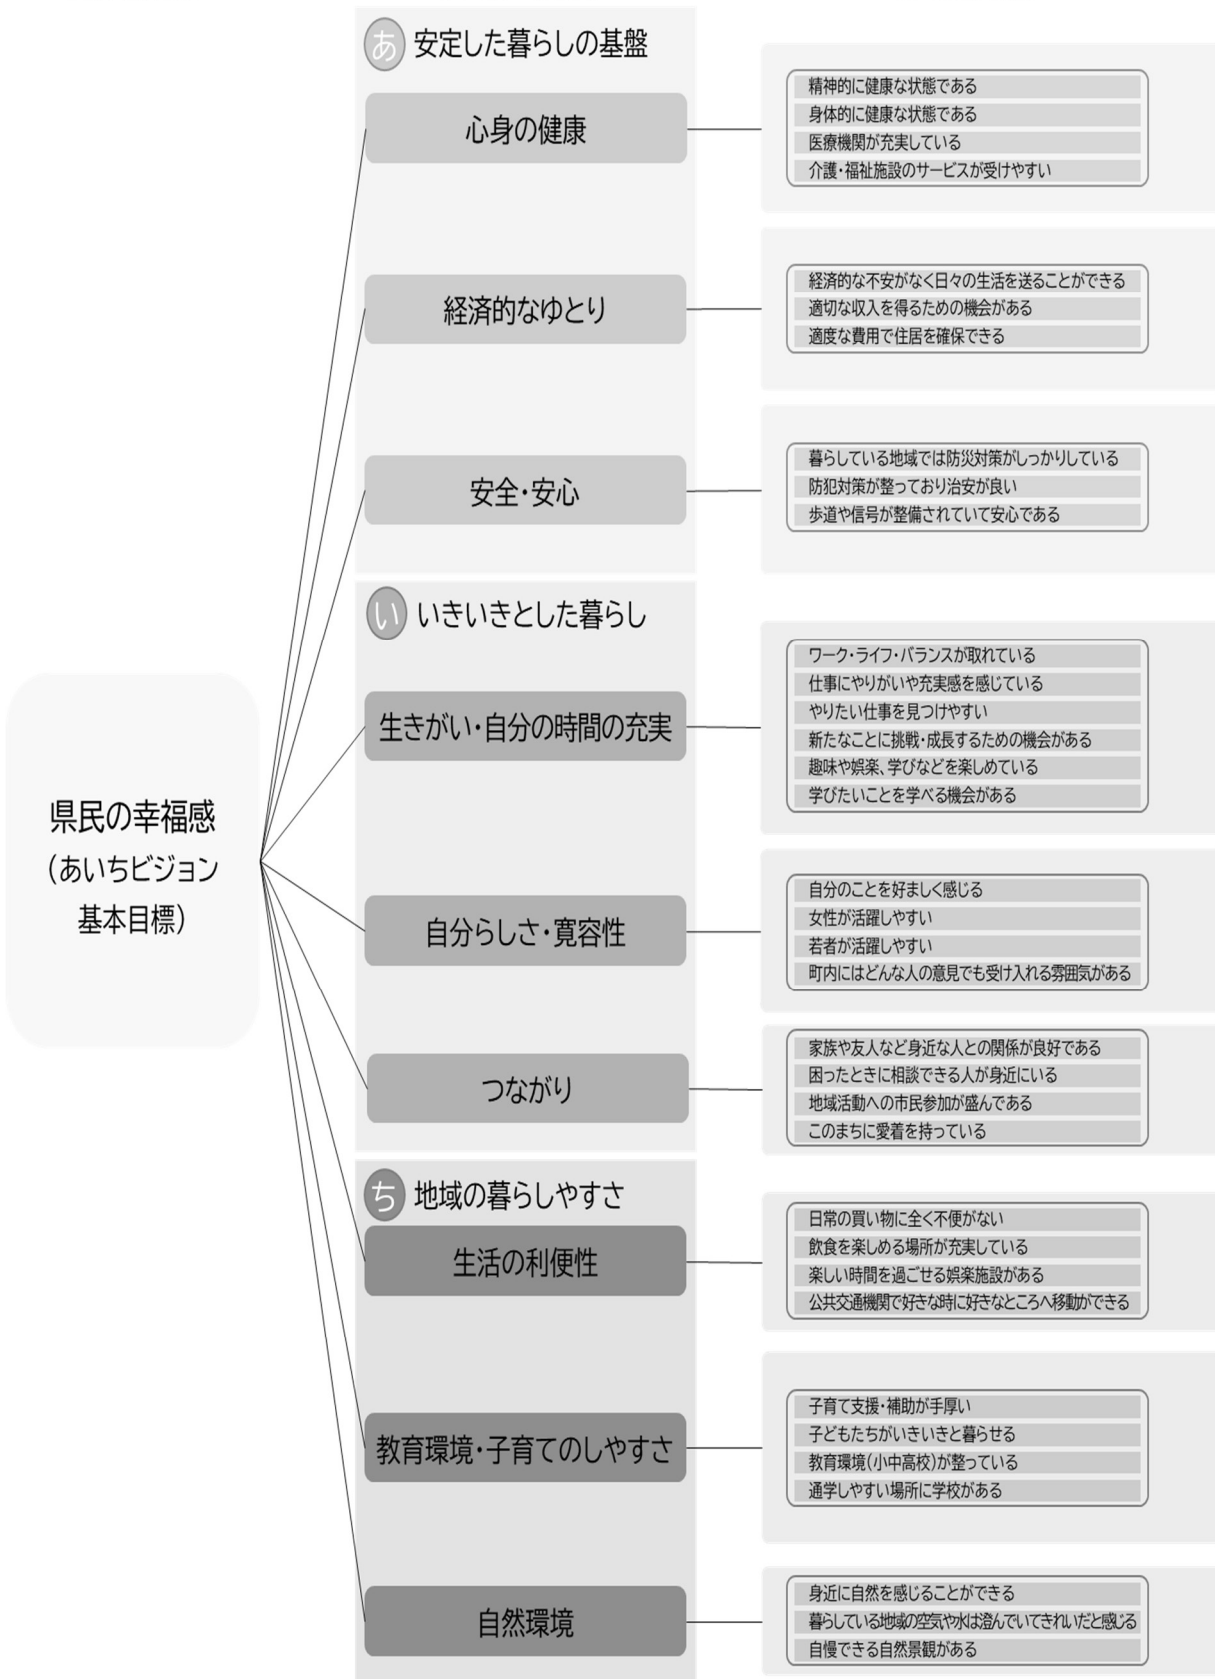 県民の幸福感
（あいちビジョン
基本目標）
あ 安定した暮らしの基盤
心身の健康
精神的に健康な状態である
身体的に健康な状態である
医療機関が充実している
介護・福祉施設のサービスが受けやすい
経済的なゆとり
経済的な不安がなく日々の生活を送ることができる
適切な収入を得るための機会がある
適度な費用で住居を確保できる
安全・安心
暮らしている地域では防災対策がしっかりしている
防犯対策が整っており治安が良い
歩道や信号が整備されていて安心である
い いきいきとした暮らし
生きがい・自分の時間の充実
ワーク・ライフ・バランスが取れている
仕事にやりがいや充実感を感じている
やりたい仕事を見つけやすい
新たなことに挑戦・成長するための機会がある
趣味や娯楽、学びなどを楽しめている
学びたいことを学べる機会がある
自分らしさ・寛容性
自分のことを好ましく感じる
女性が活躍しやすい
若者が活躍しやすい
町内にはどんな人の意見でも受け入れる雰囲気がある
つながり
家族や友人など身近な人との関係が良好である
困ったときに相談できる人が身近にいる
地域活動への市民参加が盛んである
このまちに愛着を持っている
ち 地域の暮らしやすさ
生活の利便性
日常の買い物に全く不便がない
飲食を楽しめる場所が充実している
楽しい時間を過ごせる娯楽施設がある
公共交通機関で好きな時に好きなところへ移動ができる
教育環境・子育てのしやすさ
子育て支援・補助が手厚い
子どもたちがいきいきと暮らせる
教育環境（小中高校）が整っている
通学しやすい場所に学校がある
自然環境
身近に自然を感じることができる
暮らしている地域の空気や水は澄んでいてきれいだと感じる
自慢できる自然景観がある